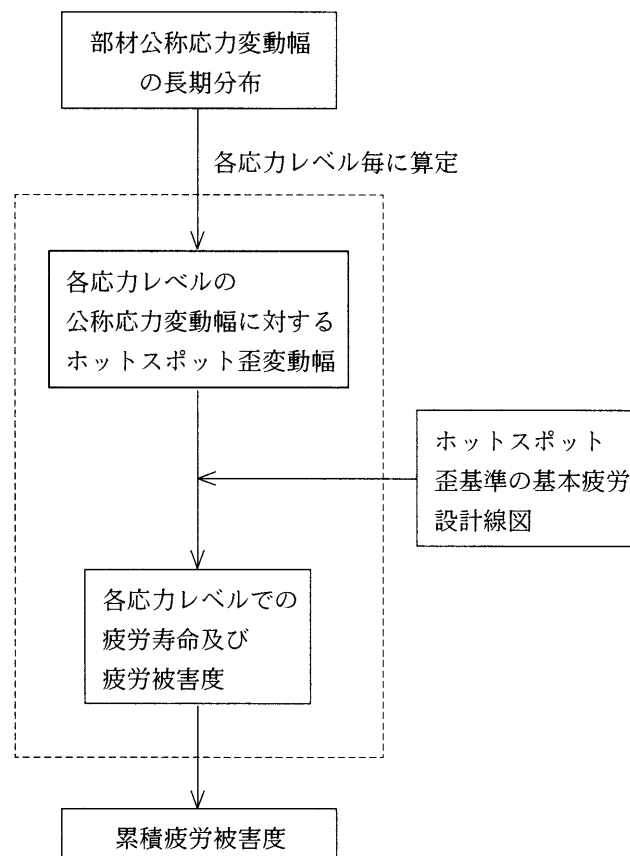 部材公称応力変動幅
の長期分布
各応力レベル毎に算定
各応力レベルの
公称応力変動幅に対する
ホットスポット歪変動幅
ホットスポット
歪基準の基本疲労
設計線図
各応力レベルでの
疲労寿命及び
疲労被害度
累積疲労被害度